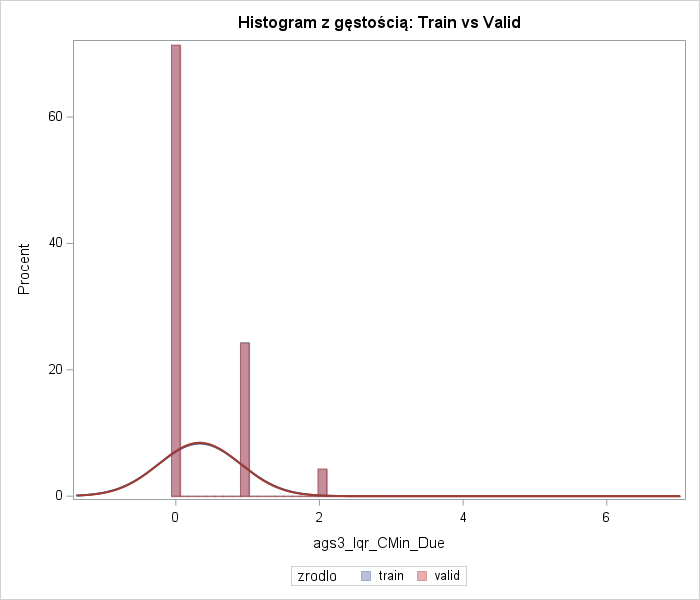 Histogram z gęstością: Train vs Valid
60
40
20
0
Procent
0 2 4 6
ags3_Iqr_CMin_Due
zrodlo train valid